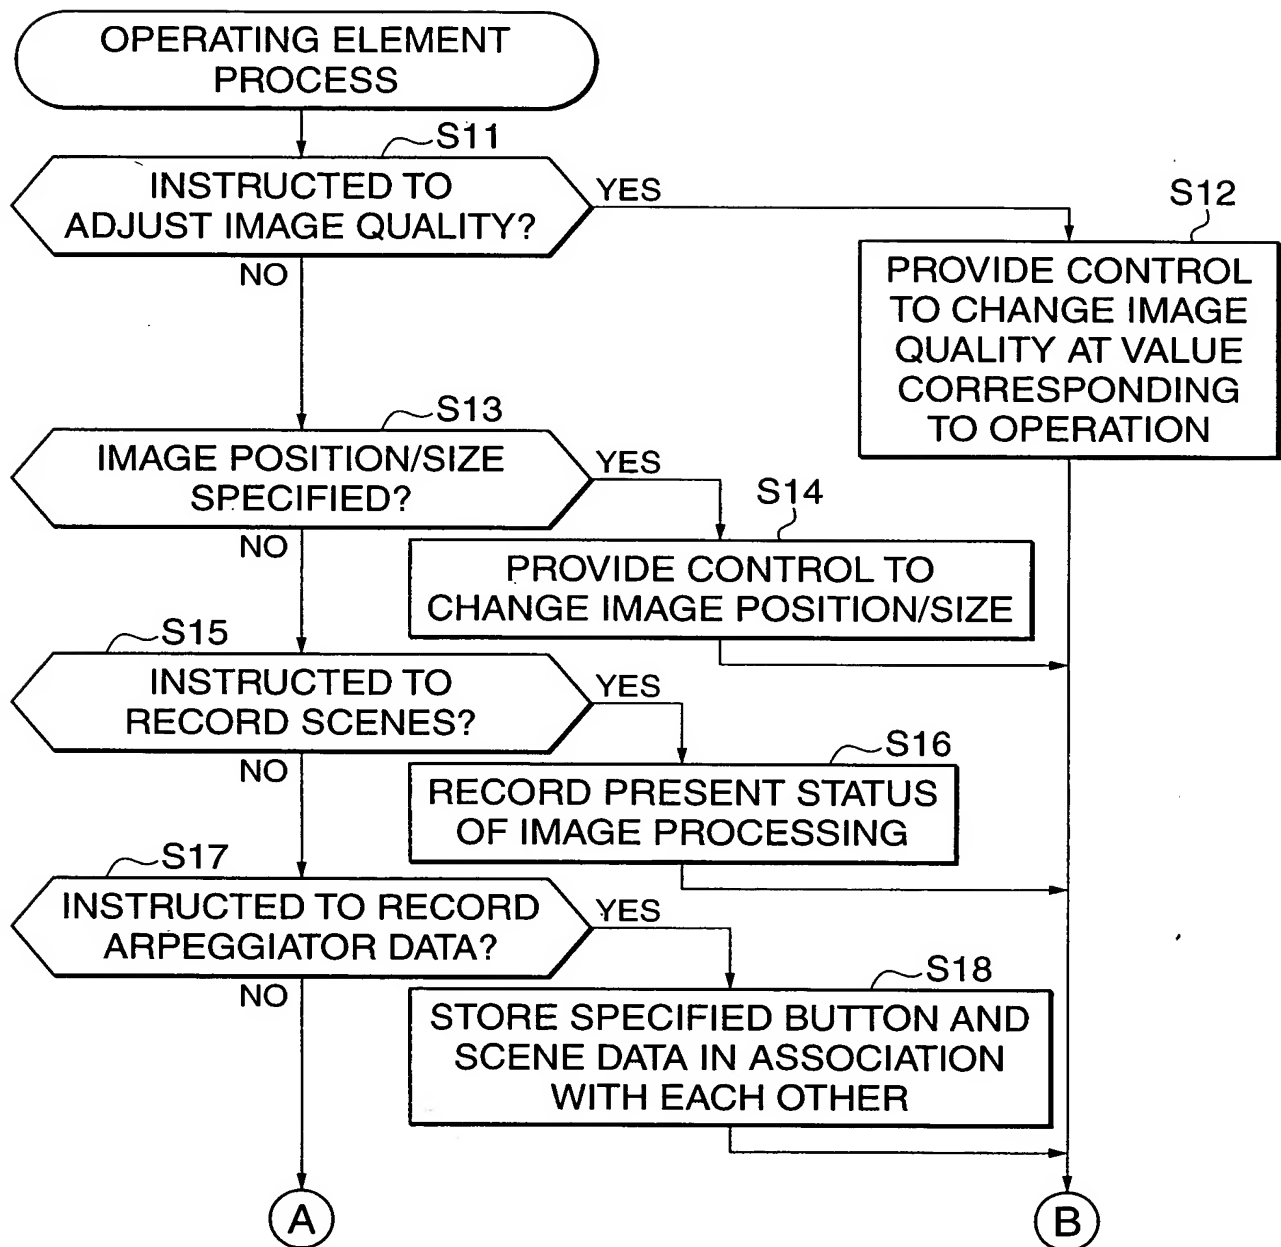 OPERATING ELEMENT
PROCESS
S11
INSTRUCTED TO
ADJUST IMAGE QUALITY?
YES
NO
S12
PROVIDE CONTROL
TO CHANGE IMAGE
QUALITY AT VALUE
CORRESPONDING
TO OPERATION
S13
IMAGE POSITION/SIZE
SPECIFIED?
YES
NO
S14
PROVIDE CONTROL TO
CHANGE IMAGE POSITION/SIZE
S15
INSTRUCTED TO
RECORD SCENES?
YES
NO
S16
RECORD PRESENT STATUS
OF IMAGE PROCESSING
S17
INSTRUCTED TO RECORD
ARPEGGIATOR DATA?
YES
NO
S18
STORE SPECIFIED BUTTON AND
SCENE DATA IN ASSOCIATION
WITH EACH OTHER
A
B